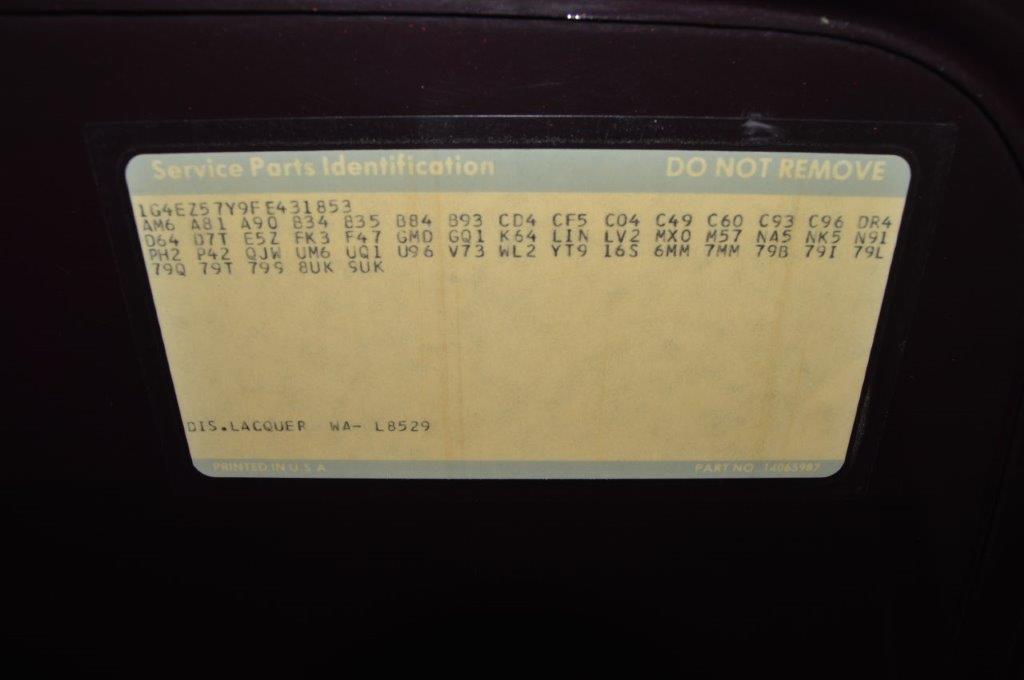 Service Parts Identification DO NOT REMOVE
1G4EZ57Y9FE431853
AM6 A81 A90 B34 B35 B84 B93 CD4 CF5 C04 C49 C60 C93 C96 DR4
D64 D7T E5Z FK3 F47 GMD GQ1 K64 LIN LV2 MX0 M57 NA5 NK5 N91
PH2 P42 QJW UM6 UQ1 U96 V73 WL2 YT9 I6S 6MM 7MM 79B 79I 79L
79Q 79T 79S 8UK 9UK
DIS.LACQUER WA- L8529
PRINTED IN U.S.A PART NO. 14065987